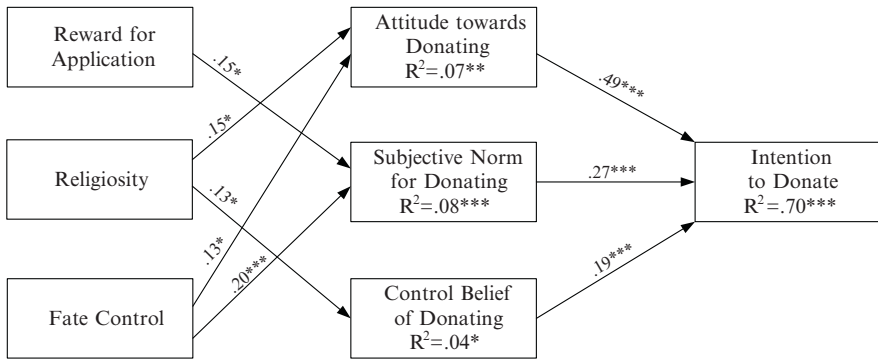 Reward for
Application
Religiosity
Fate Control
.15*
.15*
.13*
.13*
.20***
Attitude towards
Donating
R²=.07**
Subjective Norm
for Donating
R²=.08***
Control Belief
of Donating
R²=.04*
.49***
.27***
.19***
Intention
to Donate
R²=.70***